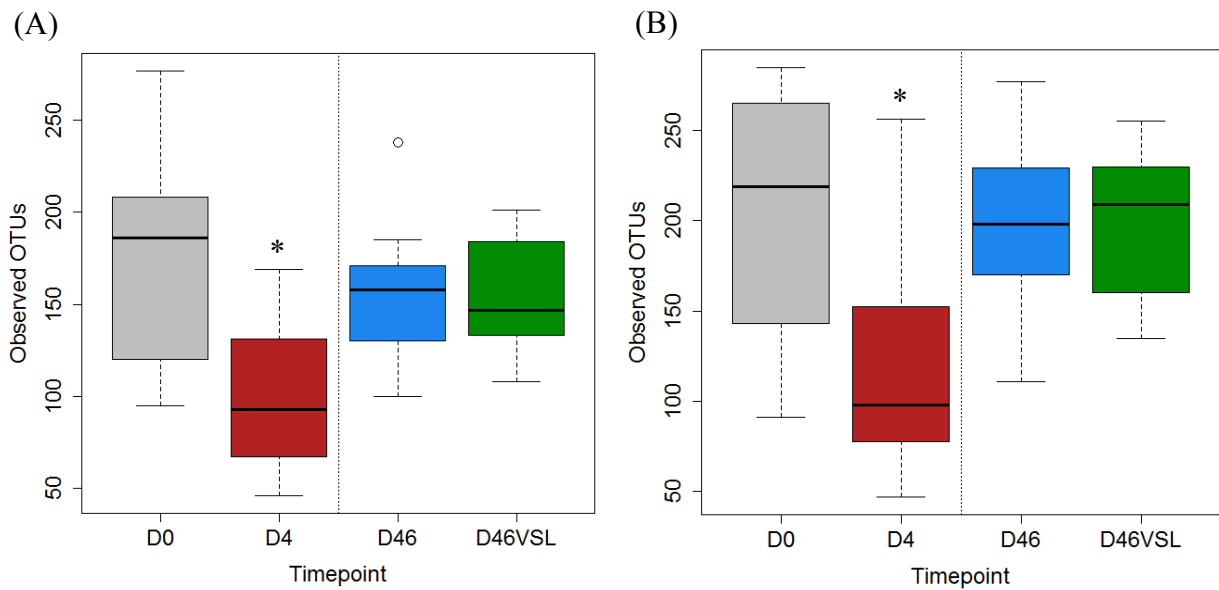 (A)
Observed OTUs
250
200
150
100
50
*
D0 D4 D46 D46VSL
Timepoint
(B)
Observed OTUs
250
200
150
100
50
*
D0 D4 D46 D46VSL
Timepoint